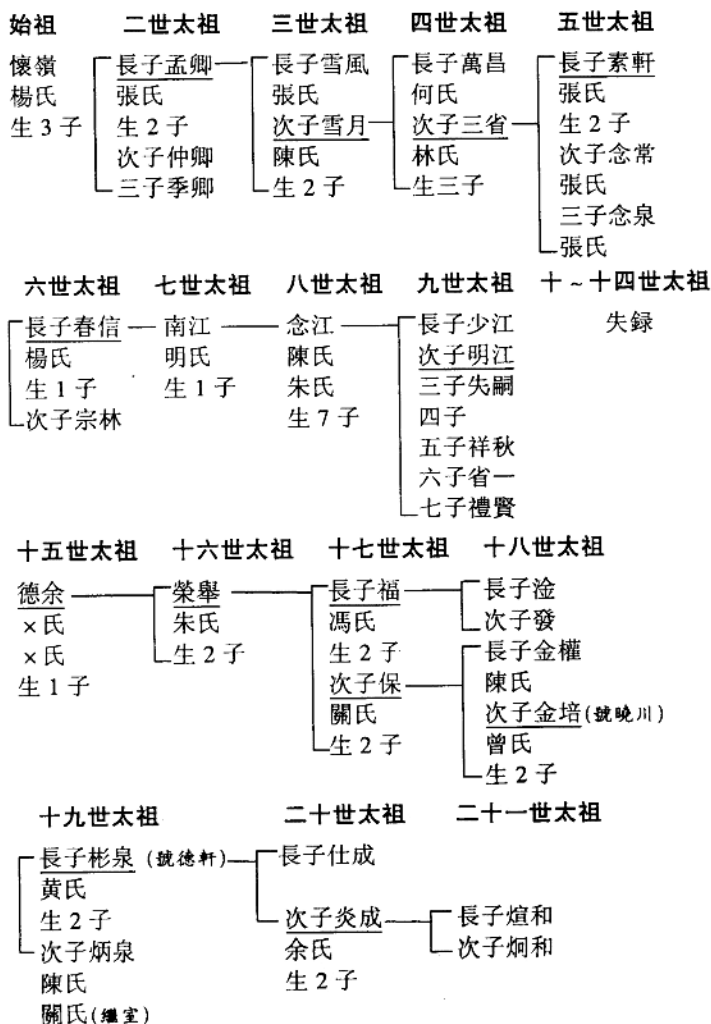 始祖 二世太祖 三世太祖 四世太祖 五世太祖
懷嶺 長子孟卿 長子雪風 長子萬昌 長子素軒
楊氏 張氏 張氏 何氏 張氏
生3子 生2子 次子雪月 次子三省 生2子
次子仲卿 陳氏 林氏 次子念常
三子季卿 生2子 生三子 張氏
三子念泉
張氏
六世太祖 七世太祖 八世太祖 九世太祖 十~十四世太祖
長子春信 南江 念江 長子少江 失録
楊氏 明氏 陳氏 次子明江
生1子 生1子 朱氏 三子失嗣
次子宗林 生7子 四子
五子祥秋
六子省一
七子禮賢
十五世太祖 十六世太祖 十七世太祖 十八世太祖
德余 榮舉 長子福 長子淦
×氏 朱氏 馮氏 次子發
×氏 生2子 生2子 長子金權
生1子 次子保 陳氏
關氏 次子金培(號曉川)
生2子 曾氏
生2子
十九世太祖 二十世太祖 二十一世太祖
長子彬泉(號德軒) 長子仕成
黄氏
生2子 次子炎成 長子煊和
次子炳泉 余氏 次子炯和
陳氏 生2子
關氏(繼室)